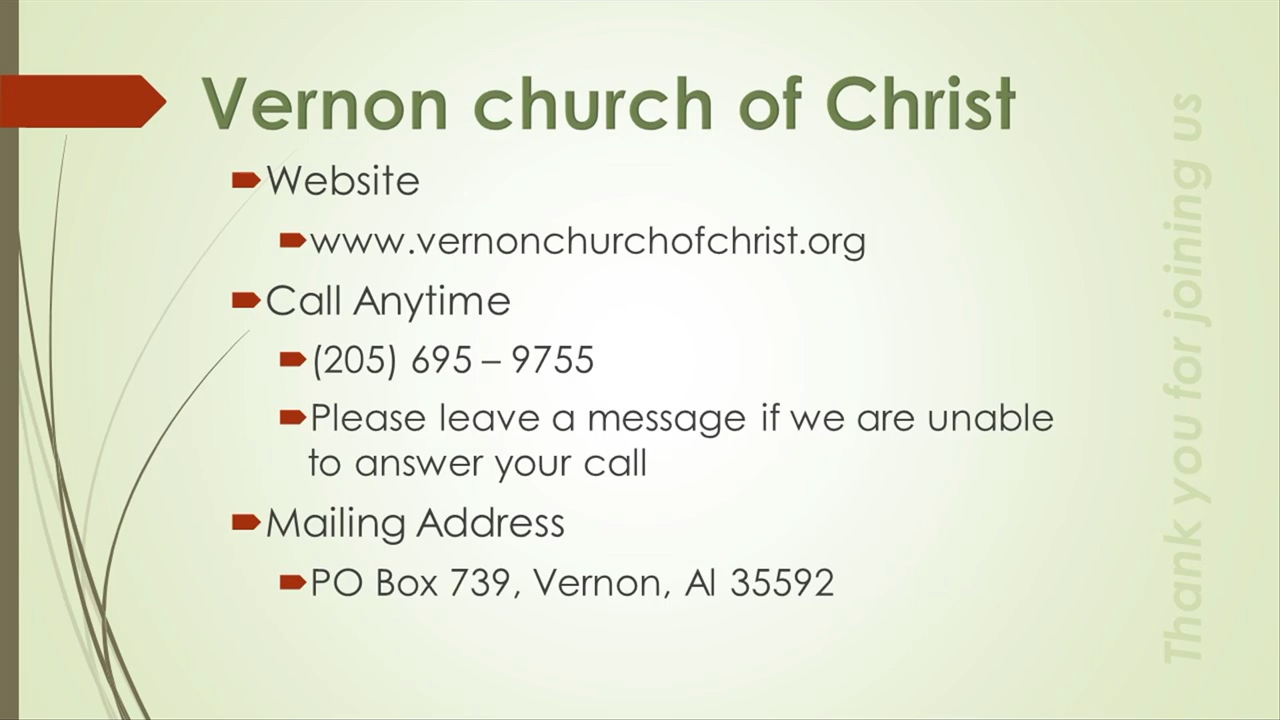 Vernon church of Christ
Website
www.vernonchurchofchrist.org
Call Anytime
(205) 695 – 9755
Please leave a message if we are unable
to answer your call
Mailing Address
PO Box 739, Vernon, Al 35592
Thank you for joining us